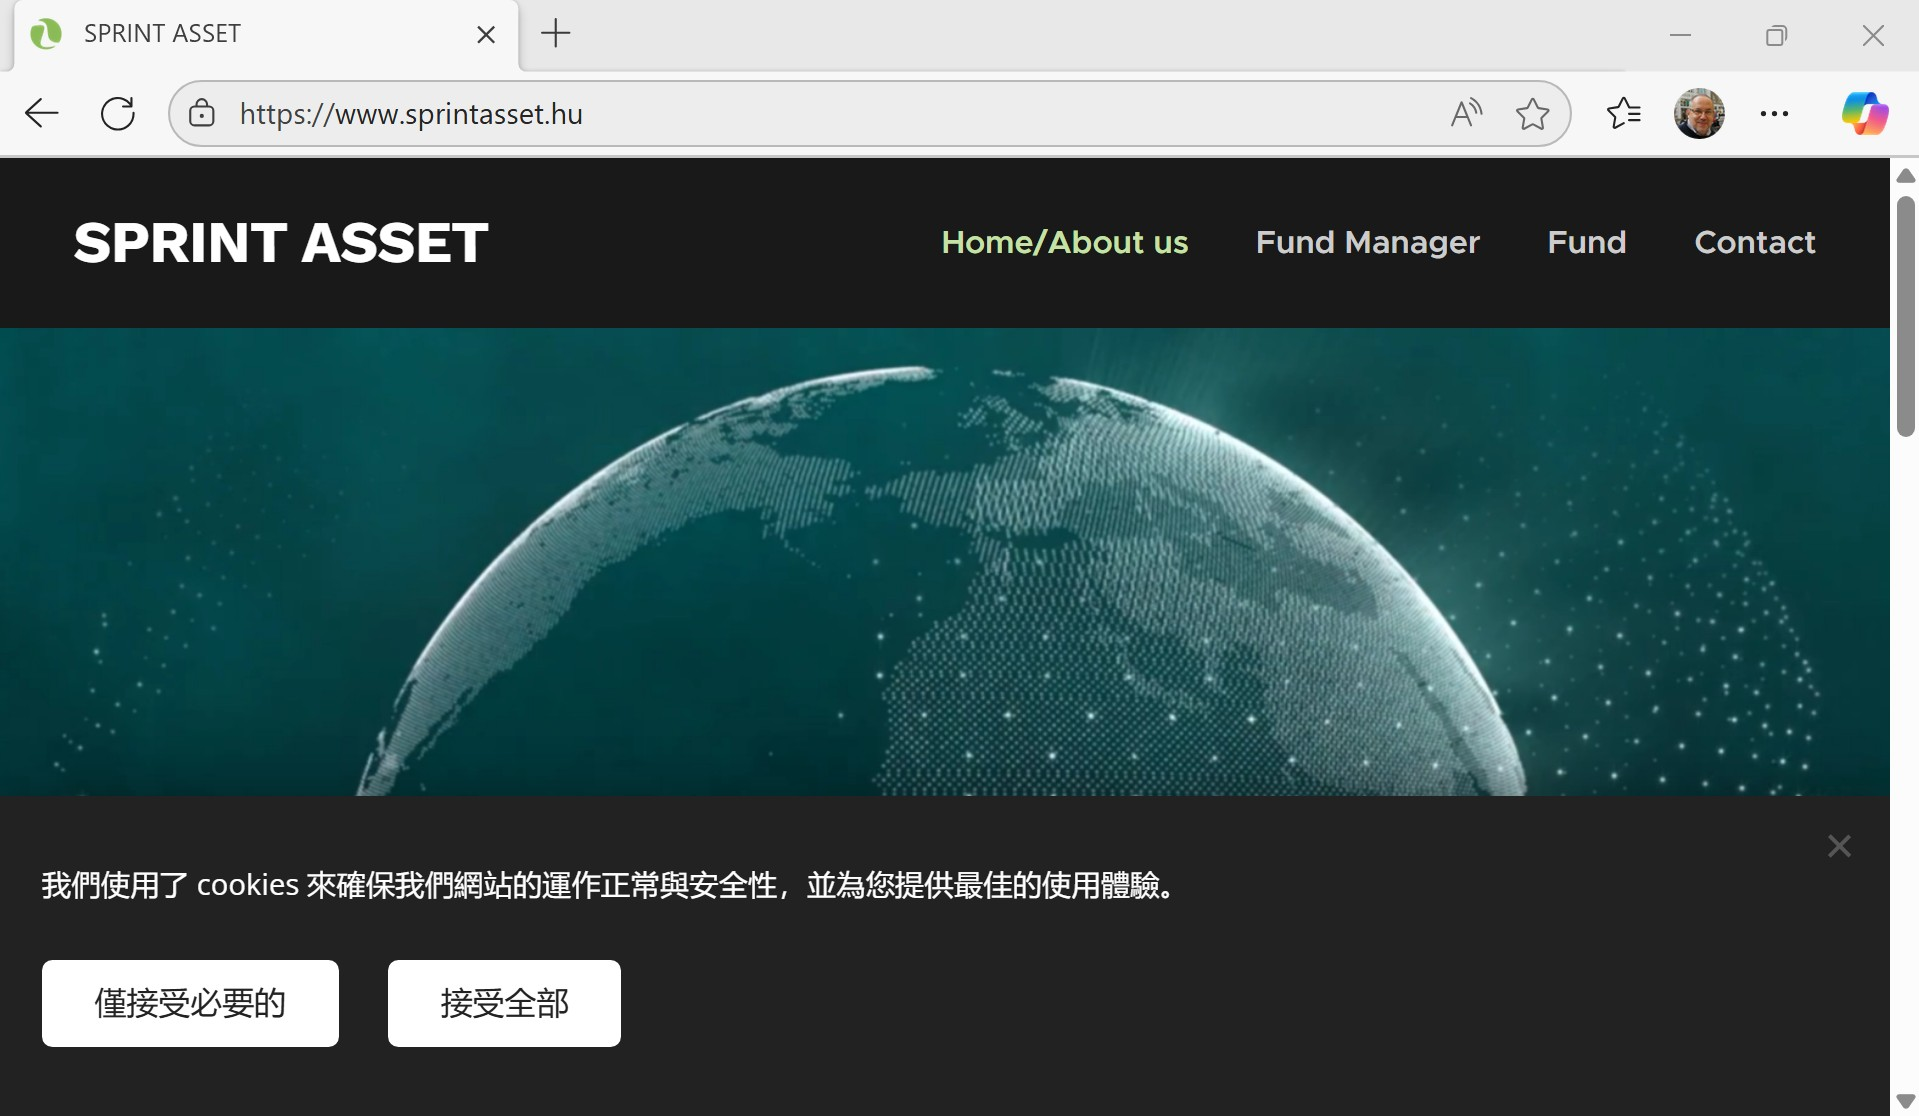 SPRINT ASSET
https://www.sprintasset.hu
SPRINT ASSET
Home/About us
Fund Manager
Fund
Contact
我們使用了 cookies 來確保我們網站的運作正常與安全性，並為您提供最佳的使用體驗。
僅接受必要的
接受全部